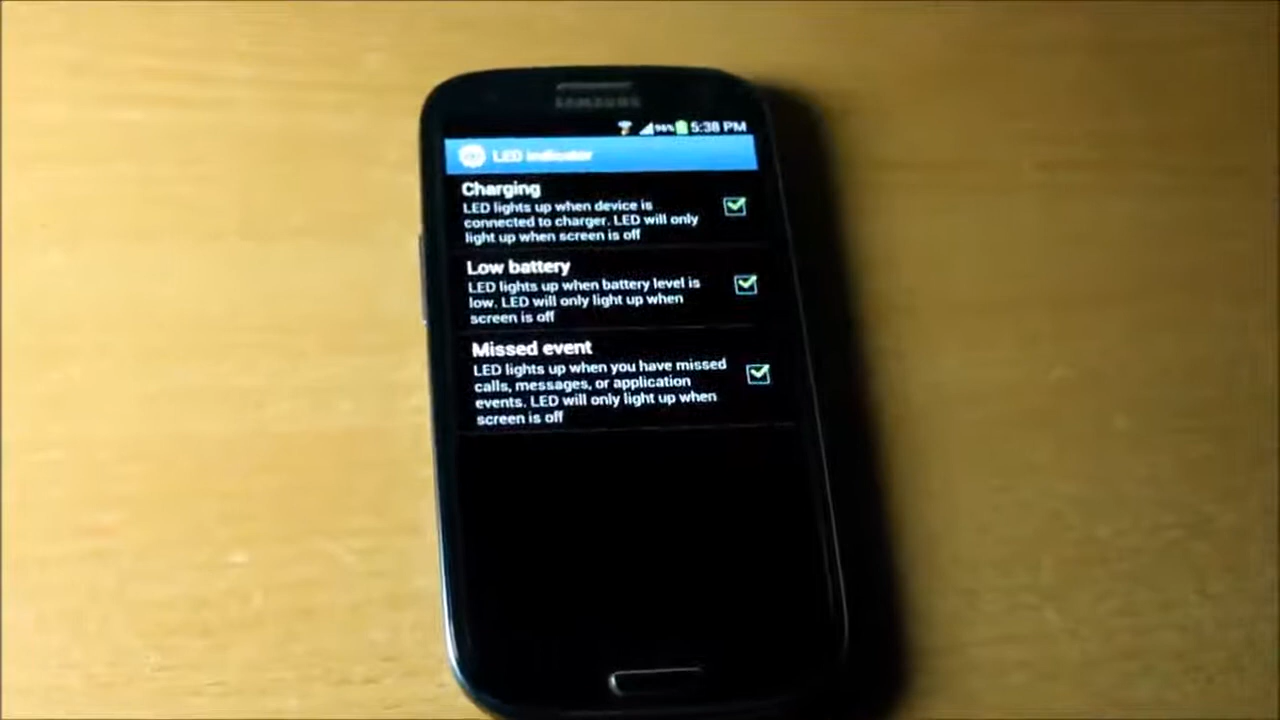 SAMSUNG
96% 5:38 PM
LED indicator
Charging
LED lights up when device is
connected to charger. LED will only
light up when screen is off
Low battery
LED lights up when battery level is
low. LED will only light up when
screen is off
Missed event
LED lights up when you have missed
calls, messages, or application
events. LED will only light up when
screen is off